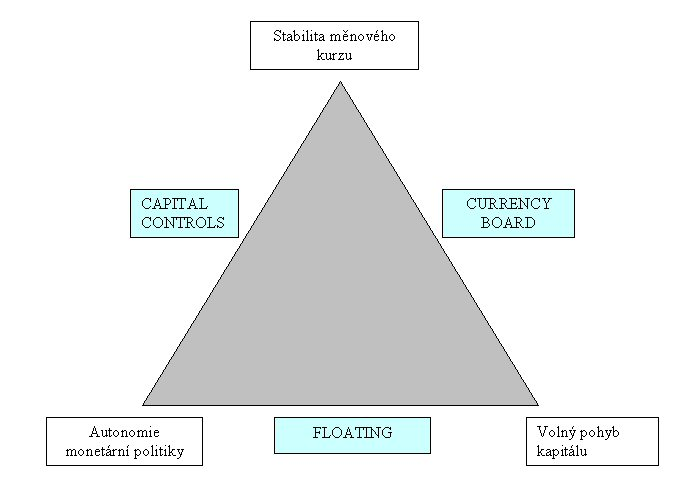 Stabilita měnového
kurzu
CAPITAL
CONTROLS
CURRENCY
BOARD
Autonomie
monetární politiky
FLOATING
Volný pohyb
kapitálu